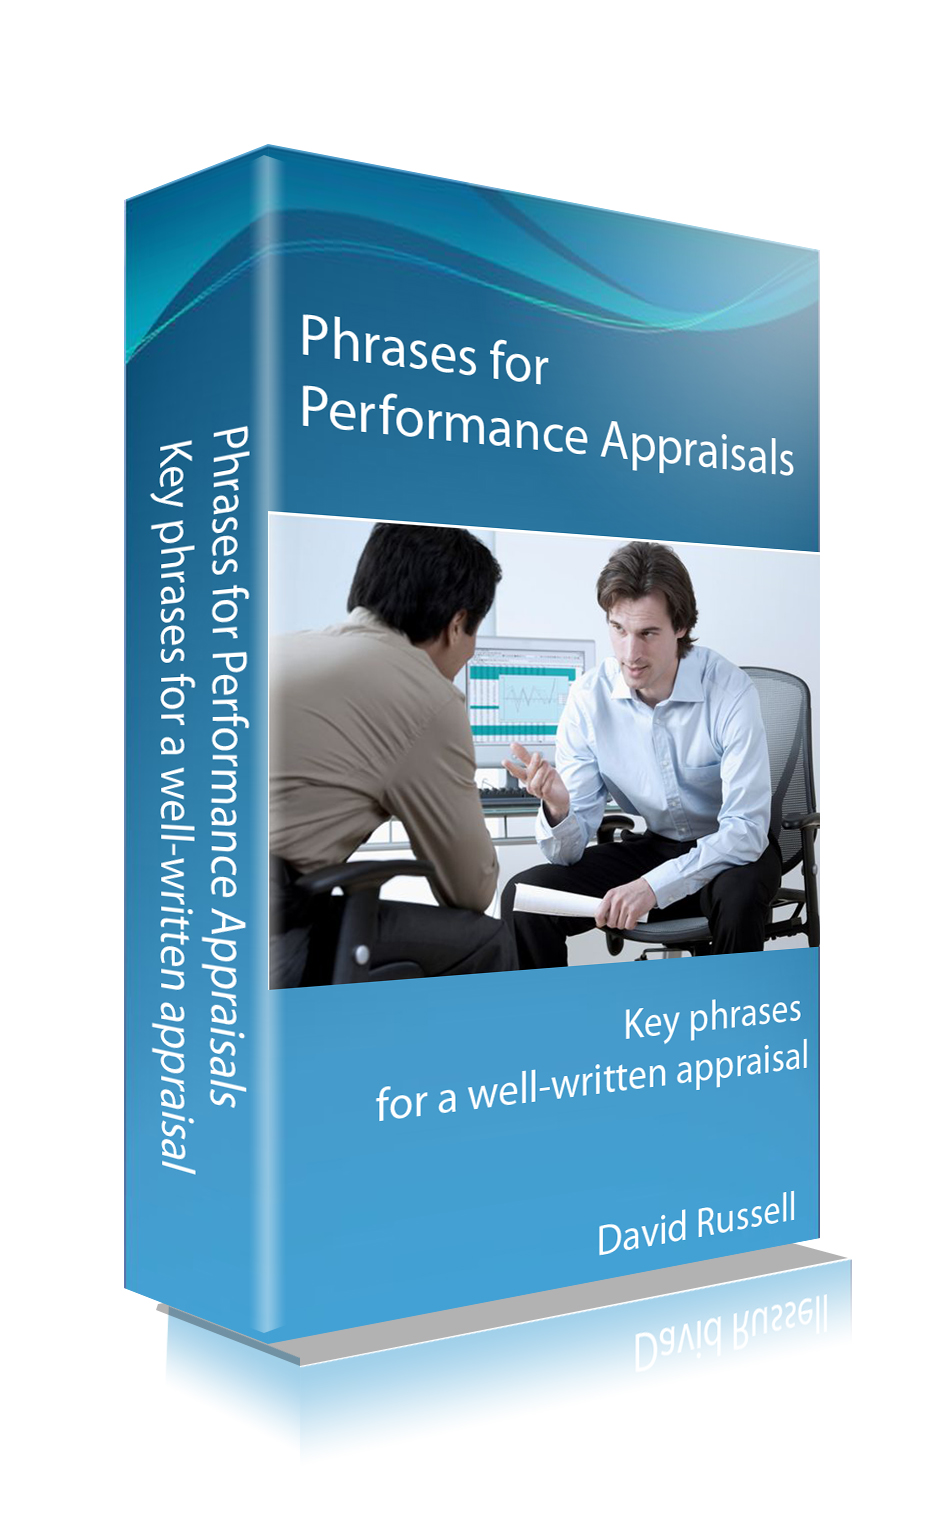 Phrases for
Performance Appraisals
Key phrases
for a well-written appraisal
David Russell
Phrases for Performance Appraisals
Key phrases for a well-written appraisal
David Russell